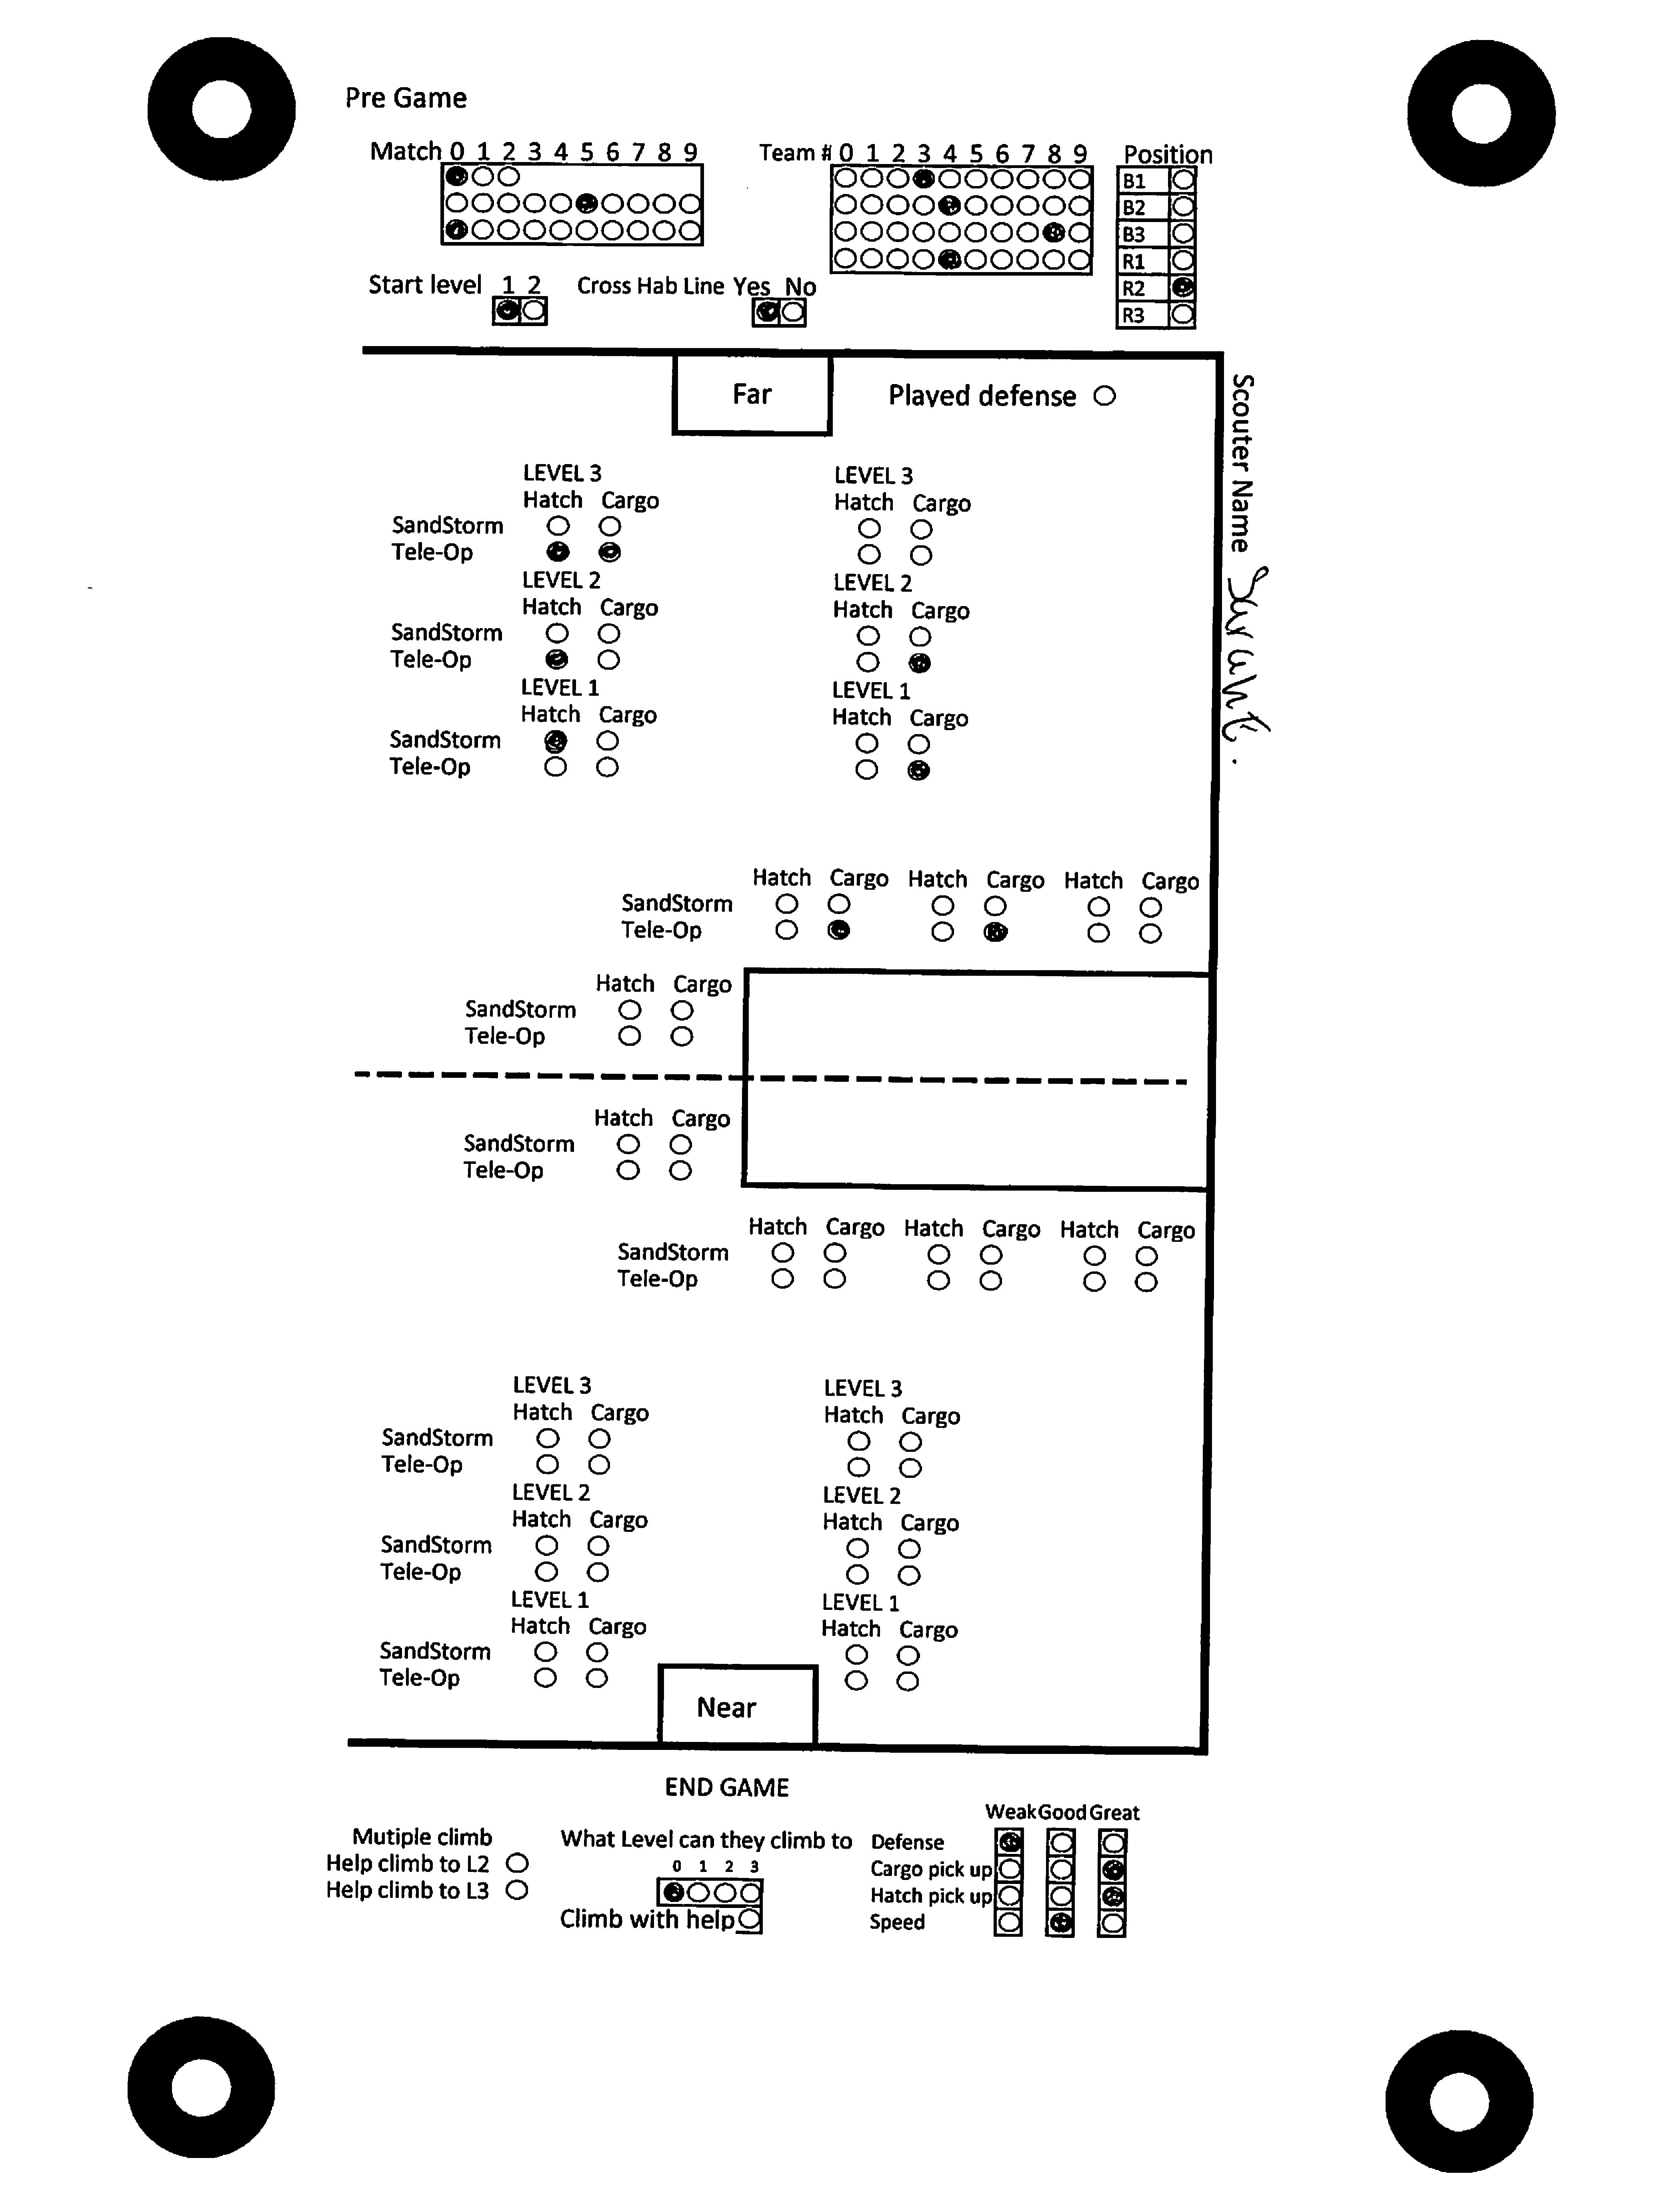 Pre Game
Match 0 1 2 3 4 5 6 7 8 9
Team # 0 1 2 3 4 5 6 7 8 9
Position
B1
B2
B3
R1
R2
R3
Start level 1 2
Cross Hab Line Yes No
Far
Played defense
Scouter Name
LEVEL 3 LEVEL 3
Hatch Cargo Hatch Cargo
SandStorm
Tele-Op
LEVEL 2 LEVEL 2
Hatch Cargo Hatch Cargo
SandStorm
Tele-Op
LEVEL 1 LEVEL 1
Hatch Cargo Hatch Cargo
SandStorm
Tele-Op
Hatch Cargo Hatch Cargo Hatch Cargo
SandStorm
Tele-Op
Hatch Cargo
SandStorm
Tele-Op
Hatch Cargo
SandStorm
Tele-Op
Hatch Cargo Hatch Cargo Hatch Cargo
SandStorm
Tele-Op
LEVEL 3 LEVEL 3
Hatch Cargo Hatch Cargo
SandStorm
Tele-Op
LEVEL 2 LEVEL 2
Hatch Cargo Hatch Cargo
SandStorm
Tele-Op
LEVEL 1 LEVEL 1
Hatch Cargo Hatch Cargo
SandStorm
Tele-Op
Near
END GAME
Mutiple climb
Help climb to L2
Help climb to L3
What Level can they climb to
0 1 2 3
Climb with help
Weak Good Great
Defense
Cargo pick up
Hatch pick up
Speed